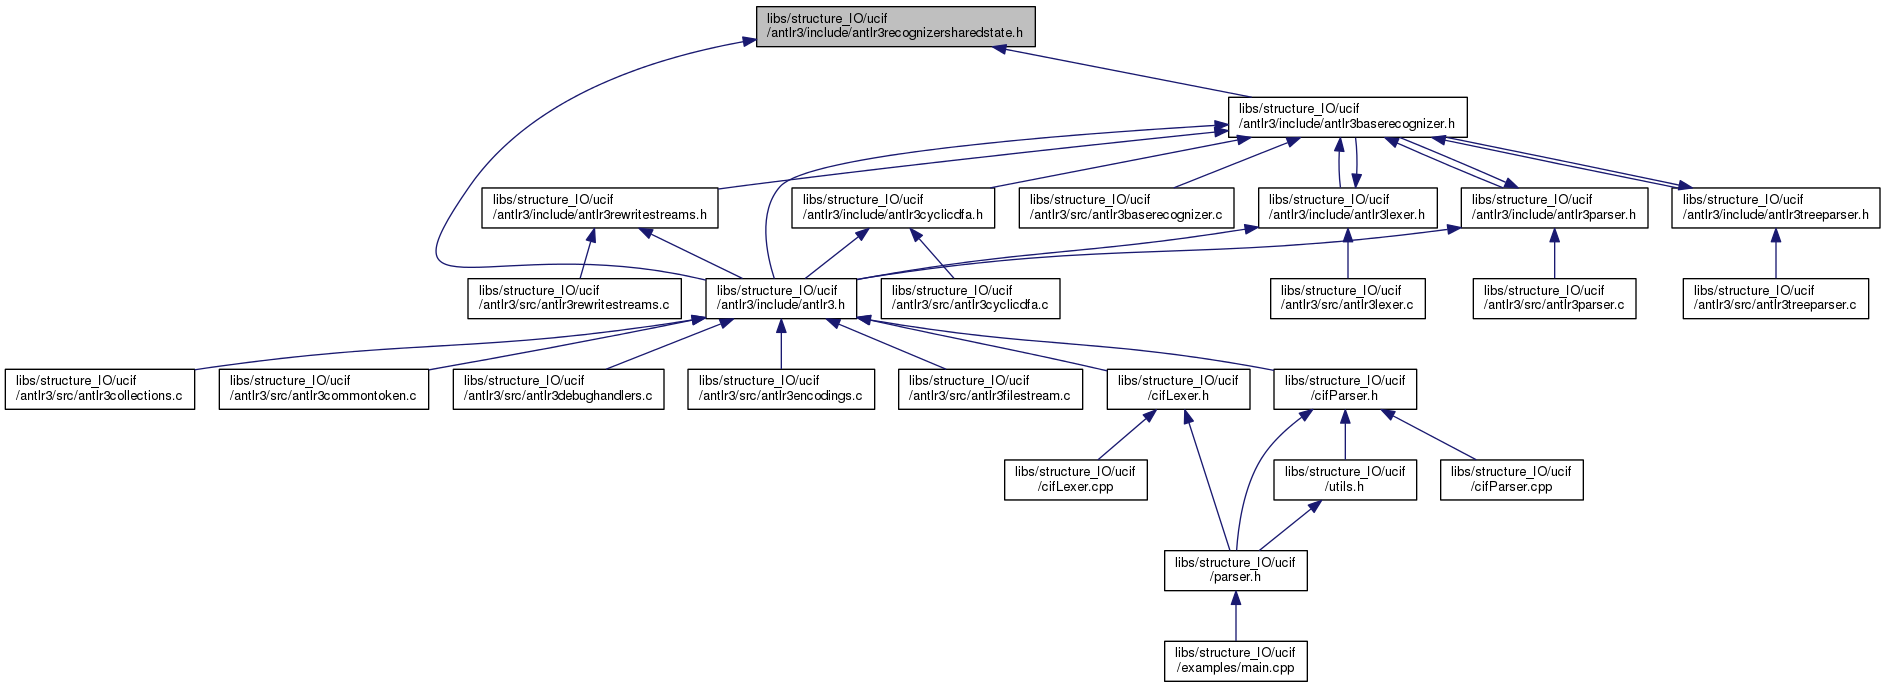 libs/structure_IO/ucif
/antlr3/include/antlr3recognizersharedstate.h
libs/structure_IO/ucif
/antlr3/include/antlr3baserecognizer.h
libs/structure_IO/ucif
/antlr3/include/antlr3rewritestreams.h
libs/structure_IO/ucif
/antlr3/include/antlr3cyclicdfa.h
libs/structure_IO/ucif
/antlr3/src/antlr3baserecognizer.c
libs/structure_IO/ucif
/antlr3/include/antlr3lexer.h
libs/structure_IO/ucif
/antlr3/include/antlr3parser.h
libs/structure_IO/ucif
/antlr3/include/antlr3treeparser.h
libs/structure_IO/ucif
/antlr3/src/antlr3rewritestreams.c
libs/structure_IO/ucif
/antlr3/include/antlr3.h
libs/structure_IO/ucif
/antlr3/src/antlr3cyclicdfa.c
libs/structure_IO/ucif
/antlr3/src/antlr3lexer.c
libs/structure_IO/ucif
/antlr3/src/antlr3parser.c
libs/structure_IO/ucif
/antlr3/src/antlr3treeparser.c
libs/structure_IO/ucif
/antlr3/src/antlr3collections.c
libs/structure_IO/ucif
/antlr3/src/antlr3commontoken.c
libs/structure_IO/ucif
/antlr3/src/antlr3debughandlers.c
libs/structure_IO/ucif
/antlr3/src/antlr3encodings.c
libs/structure_IO/ucif
/antlr3/src/antlr3filestream.c
libs/structure_IO/ucif
/cifLexer.h
libs/structure_IO/ucif
/cifParser.h
libs/structure_IO/ucif
/cifLexer.cpp
libs/structure_IO/ucif
/utils.h
libs/structure_IO/ucif
/cifParser.cpp
libs/structure_IO/ucif
/parser.h
libs/structure_IO/ucif
/examples/main.cpp